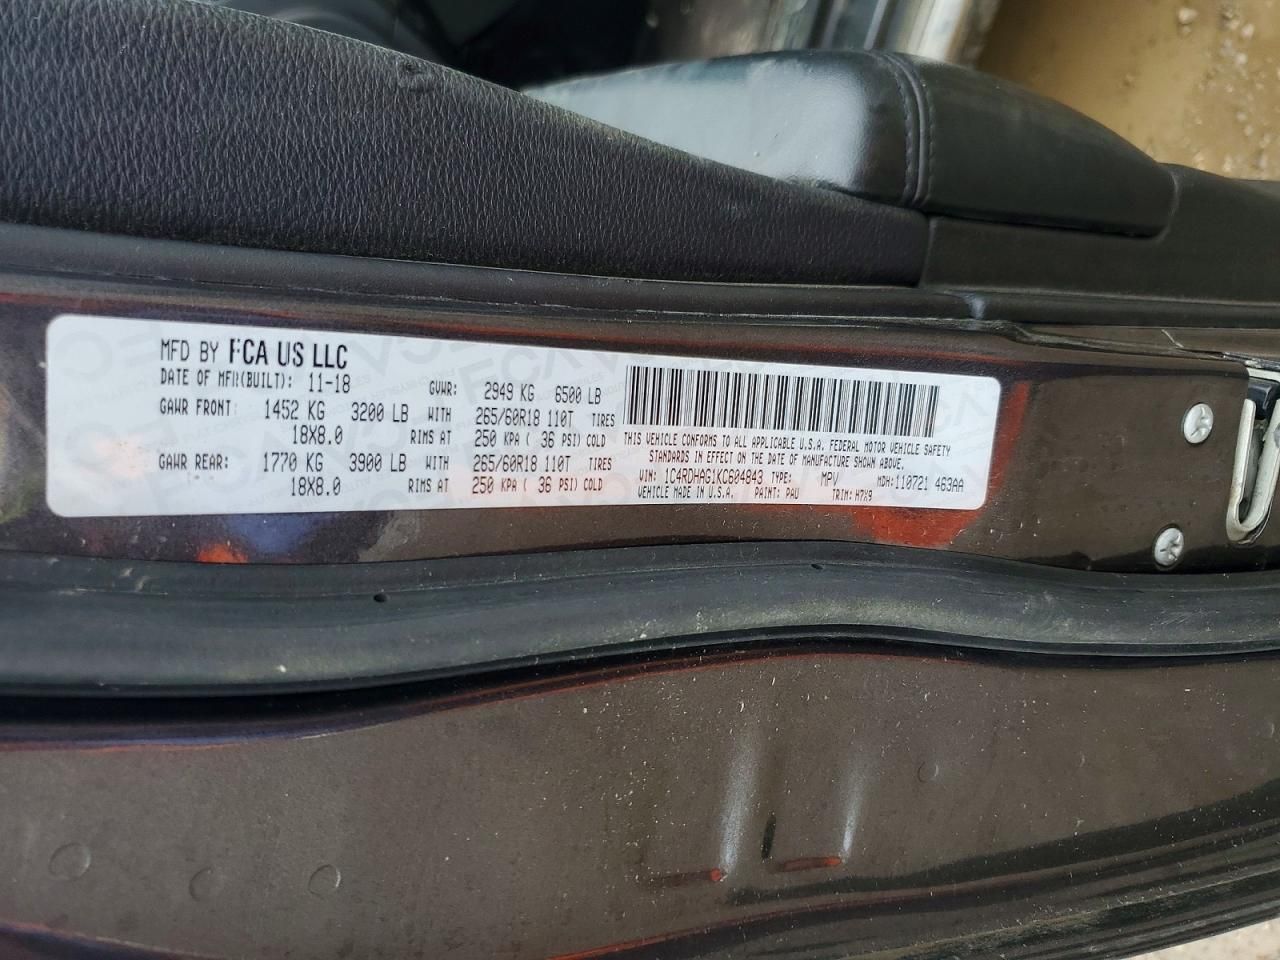 MFD BY FCA US LLC
DATE OF MFR(BUILT): 11-18 GVWR: 2949 KG 6500 LB
GAWR FRONT: 1452 KG 3200 LB WITH 265/60R18 110T TIRES
18X8.0 RIMS AT 250 KPA ( 36 PSI) COLD
GAWR REAR: 1770 KG 3900 LB WITH 265/60R18 110T TIRES
18X8.0 RIMS AT 250 KPA ( 36 PSI) COLD
THIS VEHICLE CONFORMS TO ALL APPLICABLE U.S.A. FEDERAL MOTOR VEHICLE SAFETY
STANDARDS IN EFFECT ON THE DATE OF MANUFACTURE SHOWN ABOVE.
VIN: 1C4RDHAG1KC604843 TYPE: MPV MDH: 110721 463AA
VEHICLE MADE IN U.S.A. PAINT: PAU TRIM: H7X9